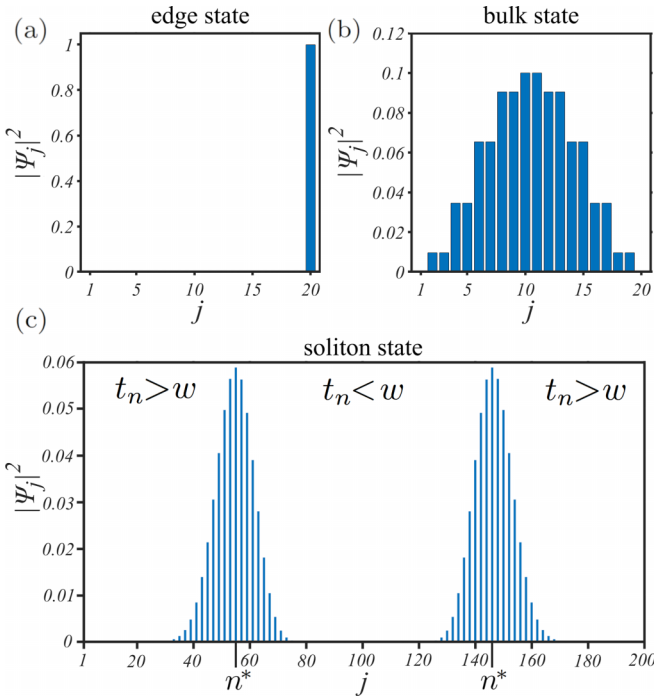 (a) edge state (b) bulk state
1 0.8 0.6 0.4 0.2 0
|Ψj|²
1 5 10 15 20
j
0.12 0.1 0.08 0.06 0.04 0.02 0
|Ψj|²
1 5 10 15 20
j
(c)
soliton state
0.06 0.05 0.04 0.03 0.02 0.01 0
|Ψj|²
tn>w tn<w tn>w
1 20 40 60 80 100 120 140 160 180 200
n* j n*